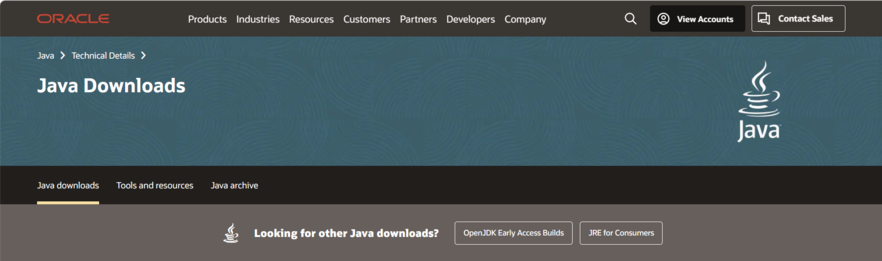 ORACLE Products Industries Resources Customers Partners Developers Company View Accounts Contact Sales
Java Technical Details
Java Downloads
Java
Java downloads Tools and resources Java archive
Looking for other Java downloads? OpenJDK Early Access Builds JRE for Consumers